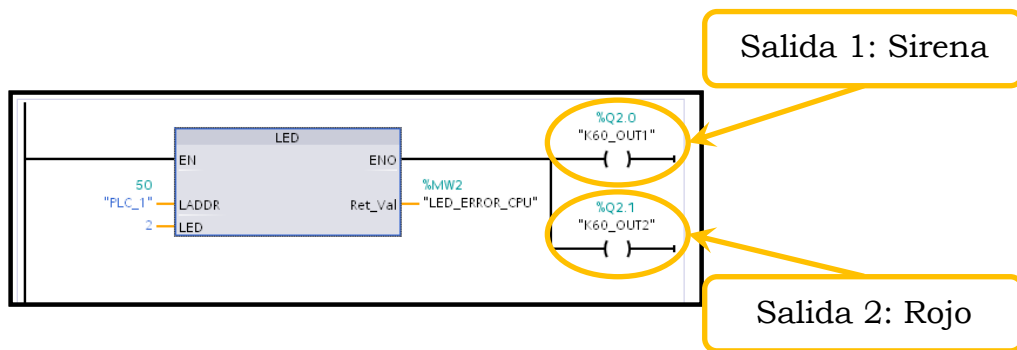 Salida 1: Sirena
%Q2.0
"K60_OUT1"
LED
EN
ENO
50
"PLC_1"
LADDR
%MW2
Ret_Val
"LED_ERROR_CPU"
2
LED
%Q2.1
"K60_OUT2"
Salida 2: Rojo